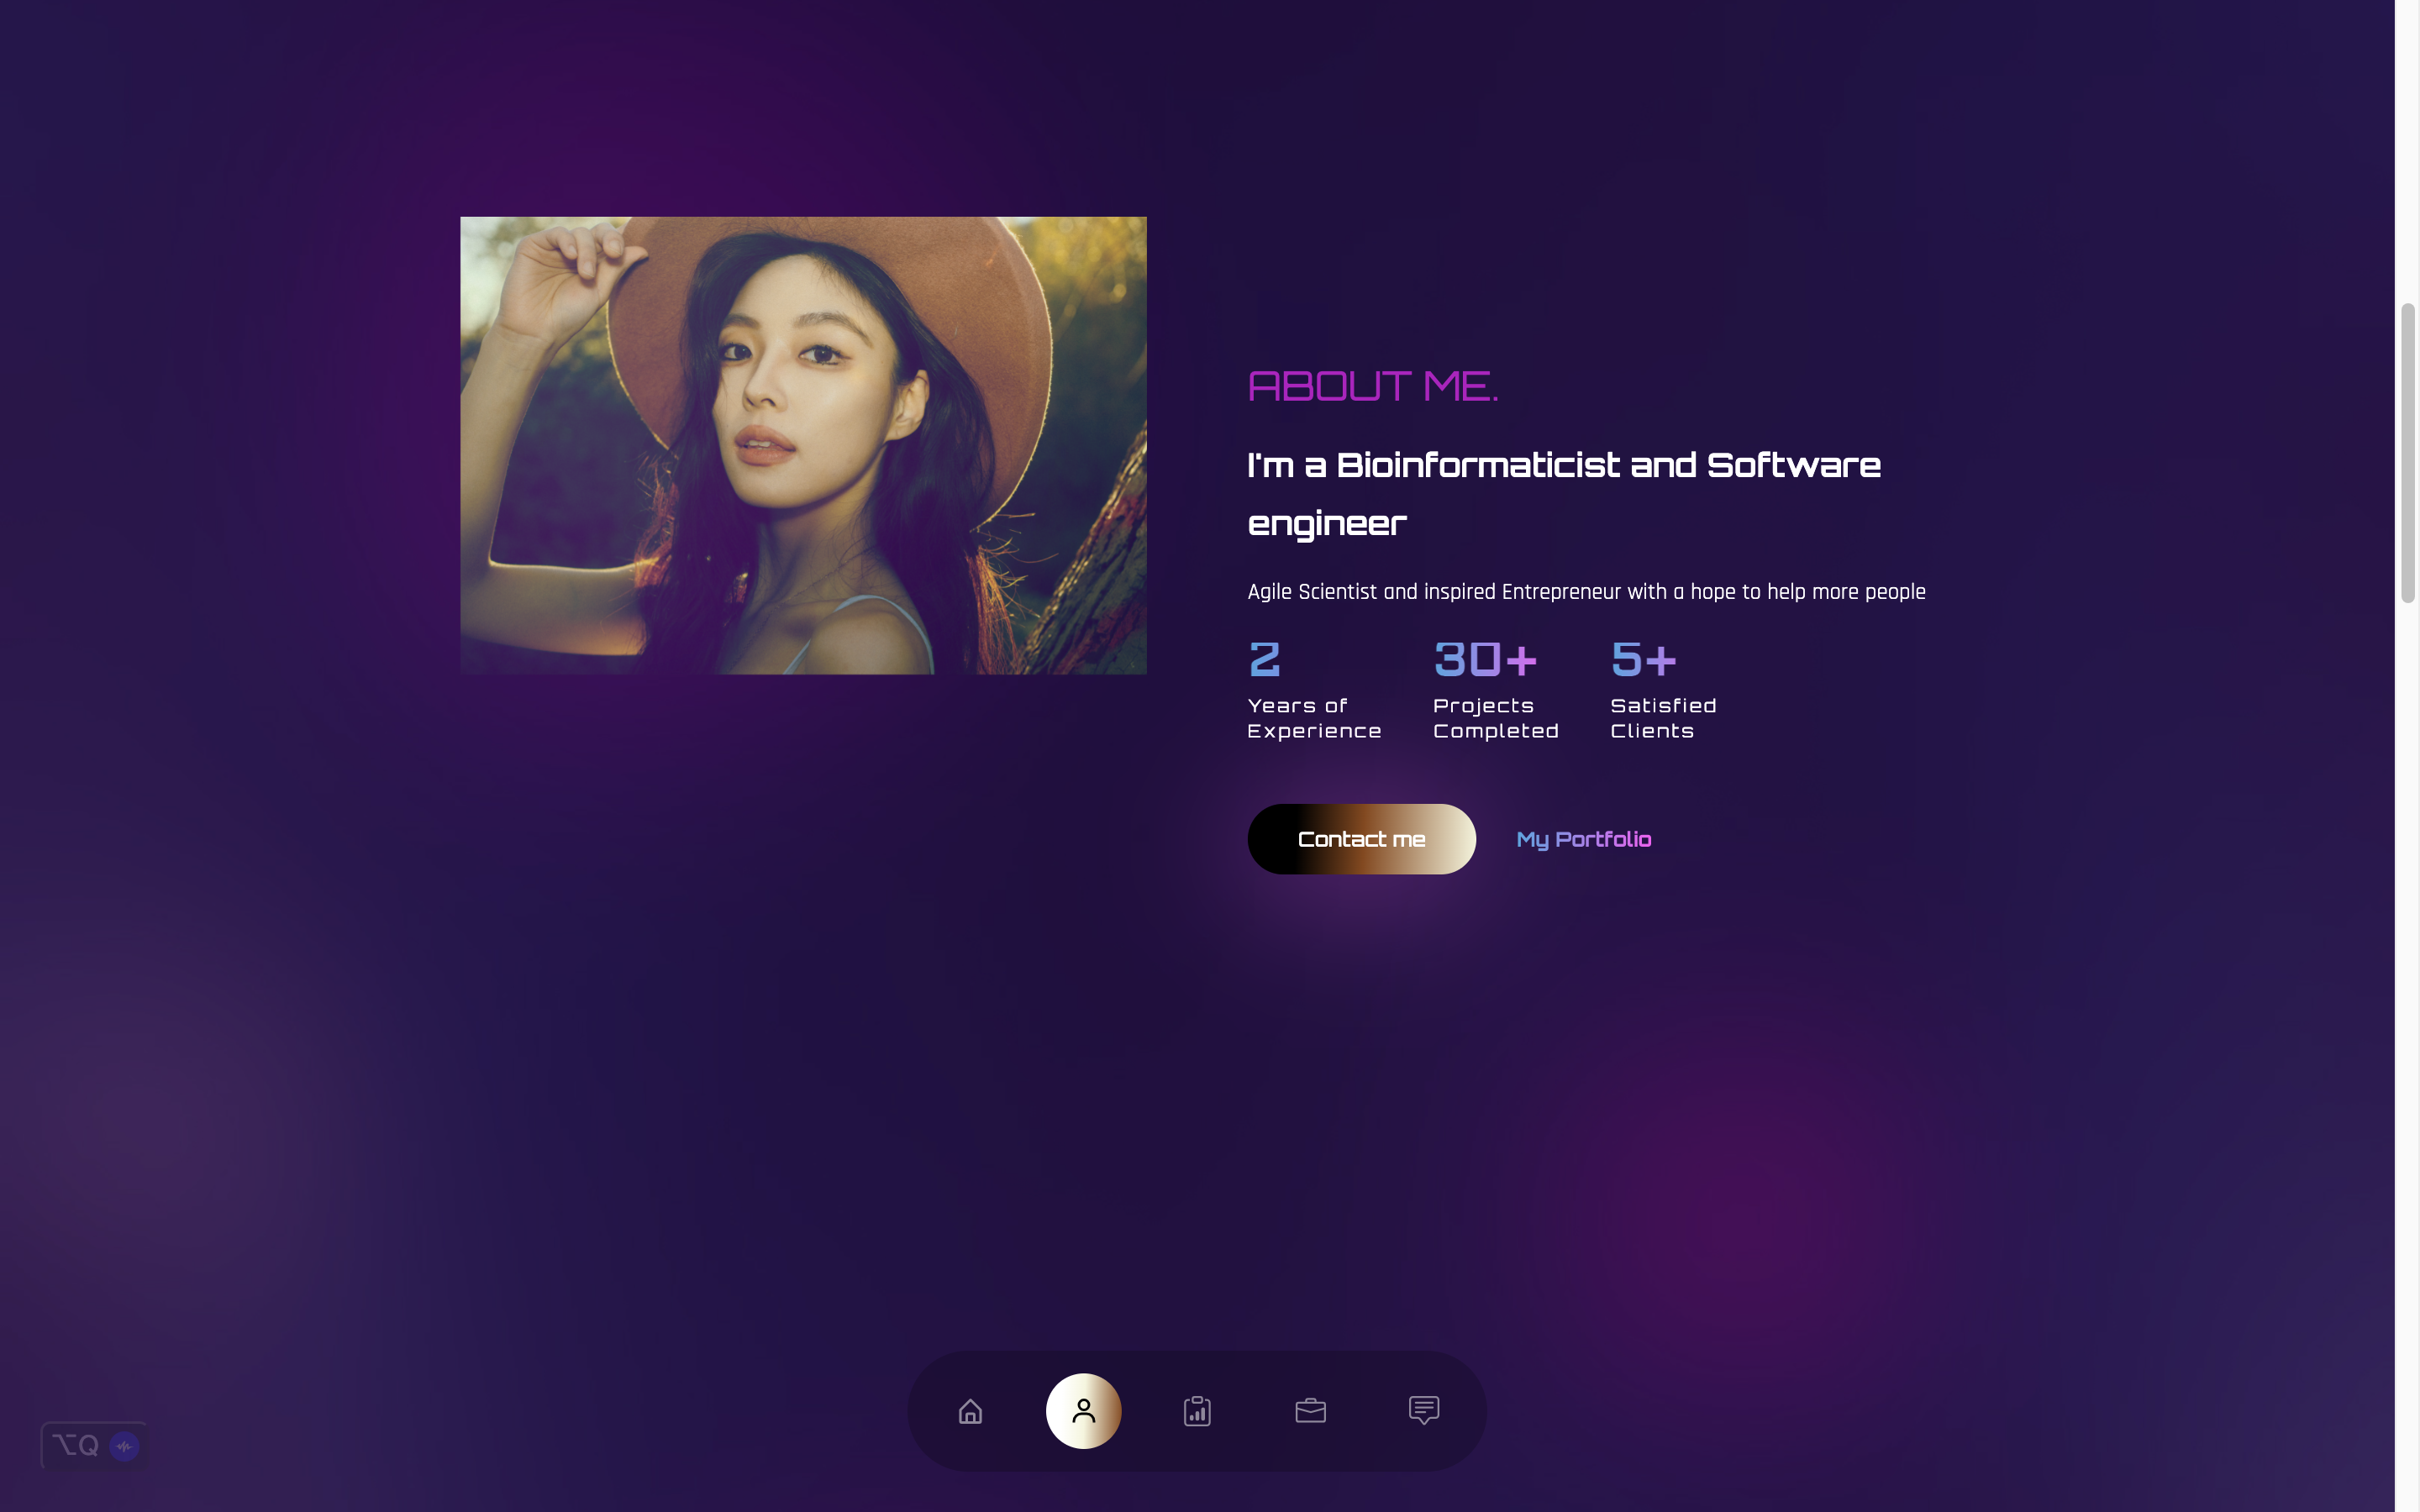 ABOUT ME.
I'm a Bioinformaticist and Software
engineer
Agile Scientist and inspired Entrepreneur with a hope to help more people
2 30+ 5+
Years of Projects Satisfied
Experience Completed Clients
Contact me My Portfolio
⌥Q